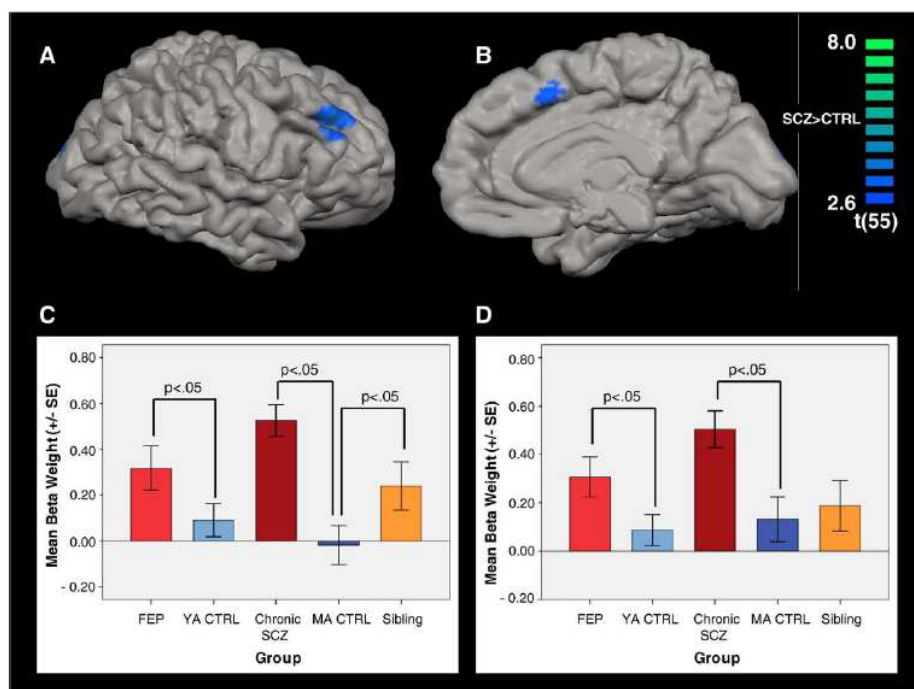 A
B
8.0
SCZ>CTRL
2.6
t(55)
C
D
Mean Beta Weight (+/- SE)
0.80
0.60
0.40
0.20
0.00
- 0.20
p<.05
p<.05
p<.05
FEP
YA CTRL
Chronic
SCZ
MA CTRL
Sibling
Group
Mean Beta Weight (+/- SE)
0.80
0.60
0.40
0.20
0.00
- 0.20
p<.05
p<.05
FEP
YA CTRL
Chronic
SCZ
MA CTRL
Sibling
Group